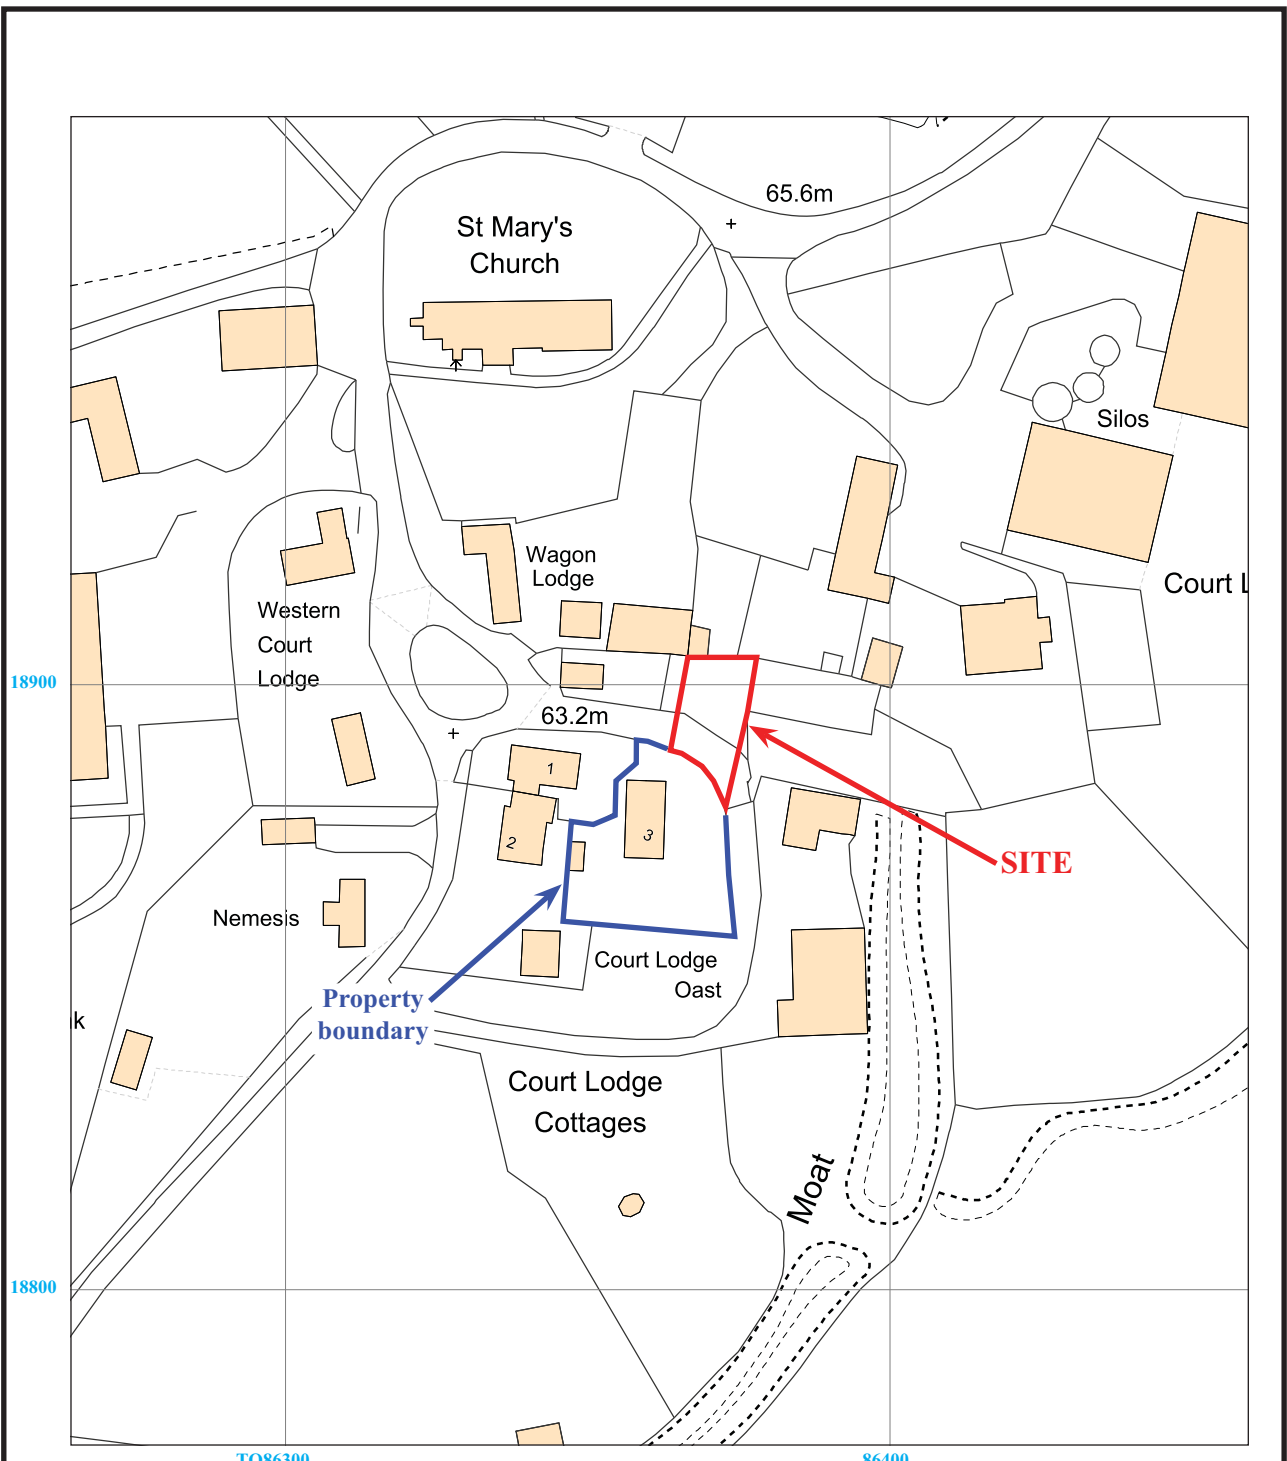 65.6m
St Mary's
Church
Silos
Wagon
Lodge
Court L
Western
Court
Lodge
18900
63.2m
1
2
3
SITE
Nemesis
Court Lodge
Oast
Property
boundary
lk
Court Lodge
Cottages
Moat
18800
TQ86300
86400